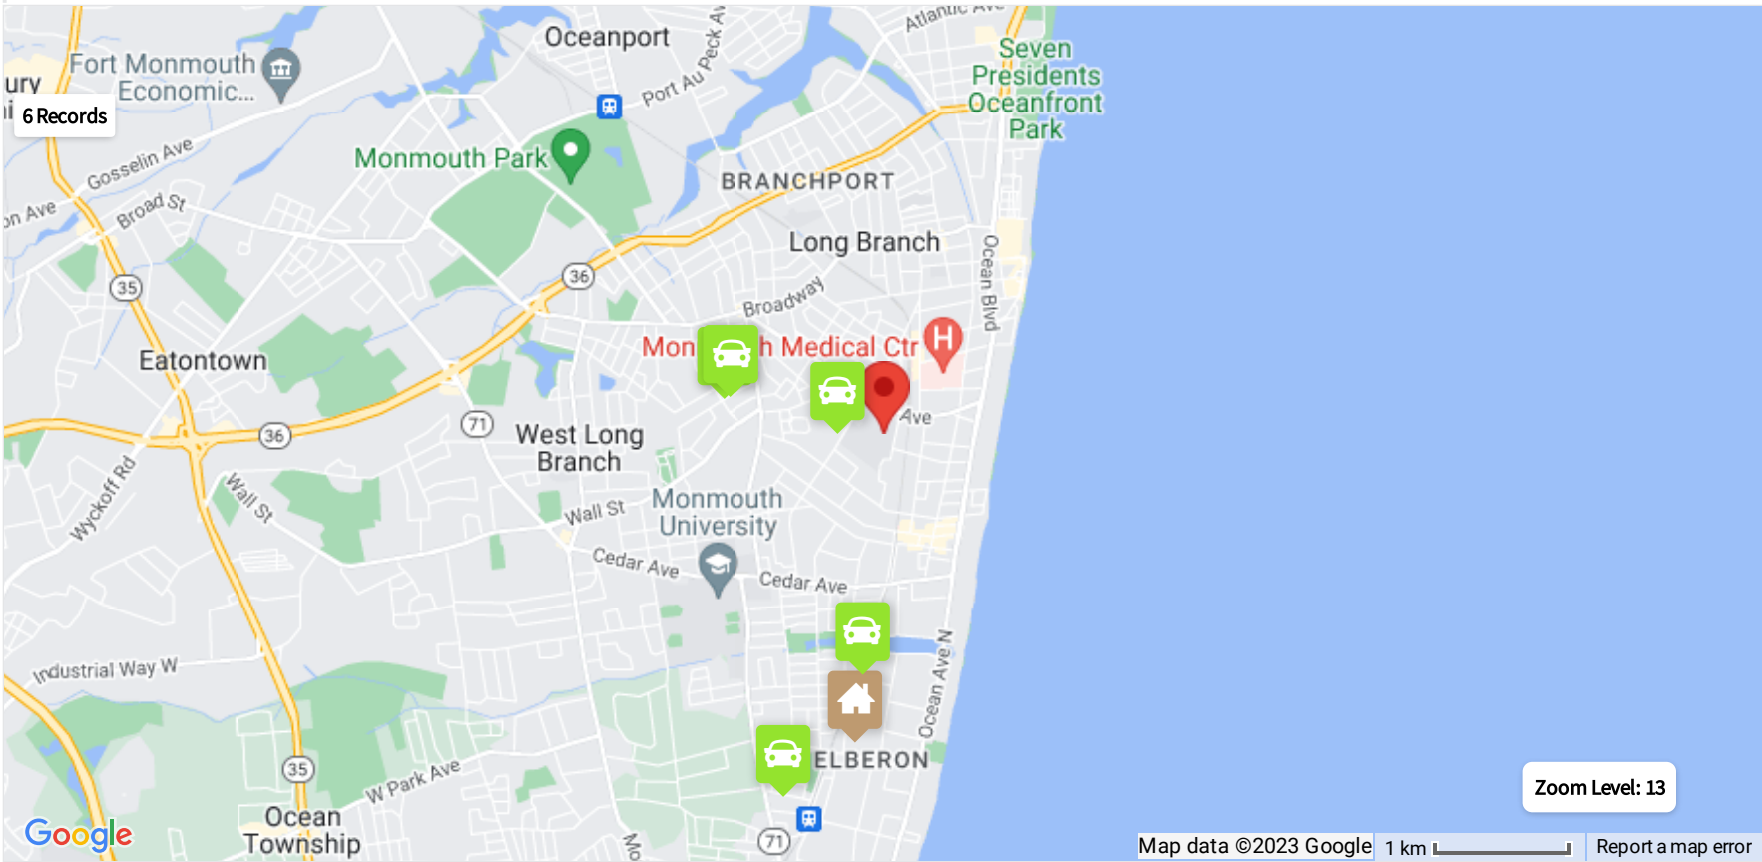 Oceanport
Atlantic Ave
Port Au Peck Av
Seven
Presidents
Oceanfront
Park
Fort Monmouth
Economic...
ury
6 Records
Gosselin Ave
Monmouth Park
BRANCHPORT
on Ave
Broad St
Long Branch
Ocean Blvd
36
35
Broadway
Mon h Medical Ctr
H
Eatontown
Ave
71
36
West Long
Branch
Wyckoff Rd
Wall St
Monmouth
University
Wall St
Cedar Ave
Cedar Ave
Ocean Ave N
Industrial Way W
ELBERON
35
W Park Ave
Zoom Level: 13
Ocean
Township
71
Mo
Google
Map data ©2023 Google
1 km
Report a map error